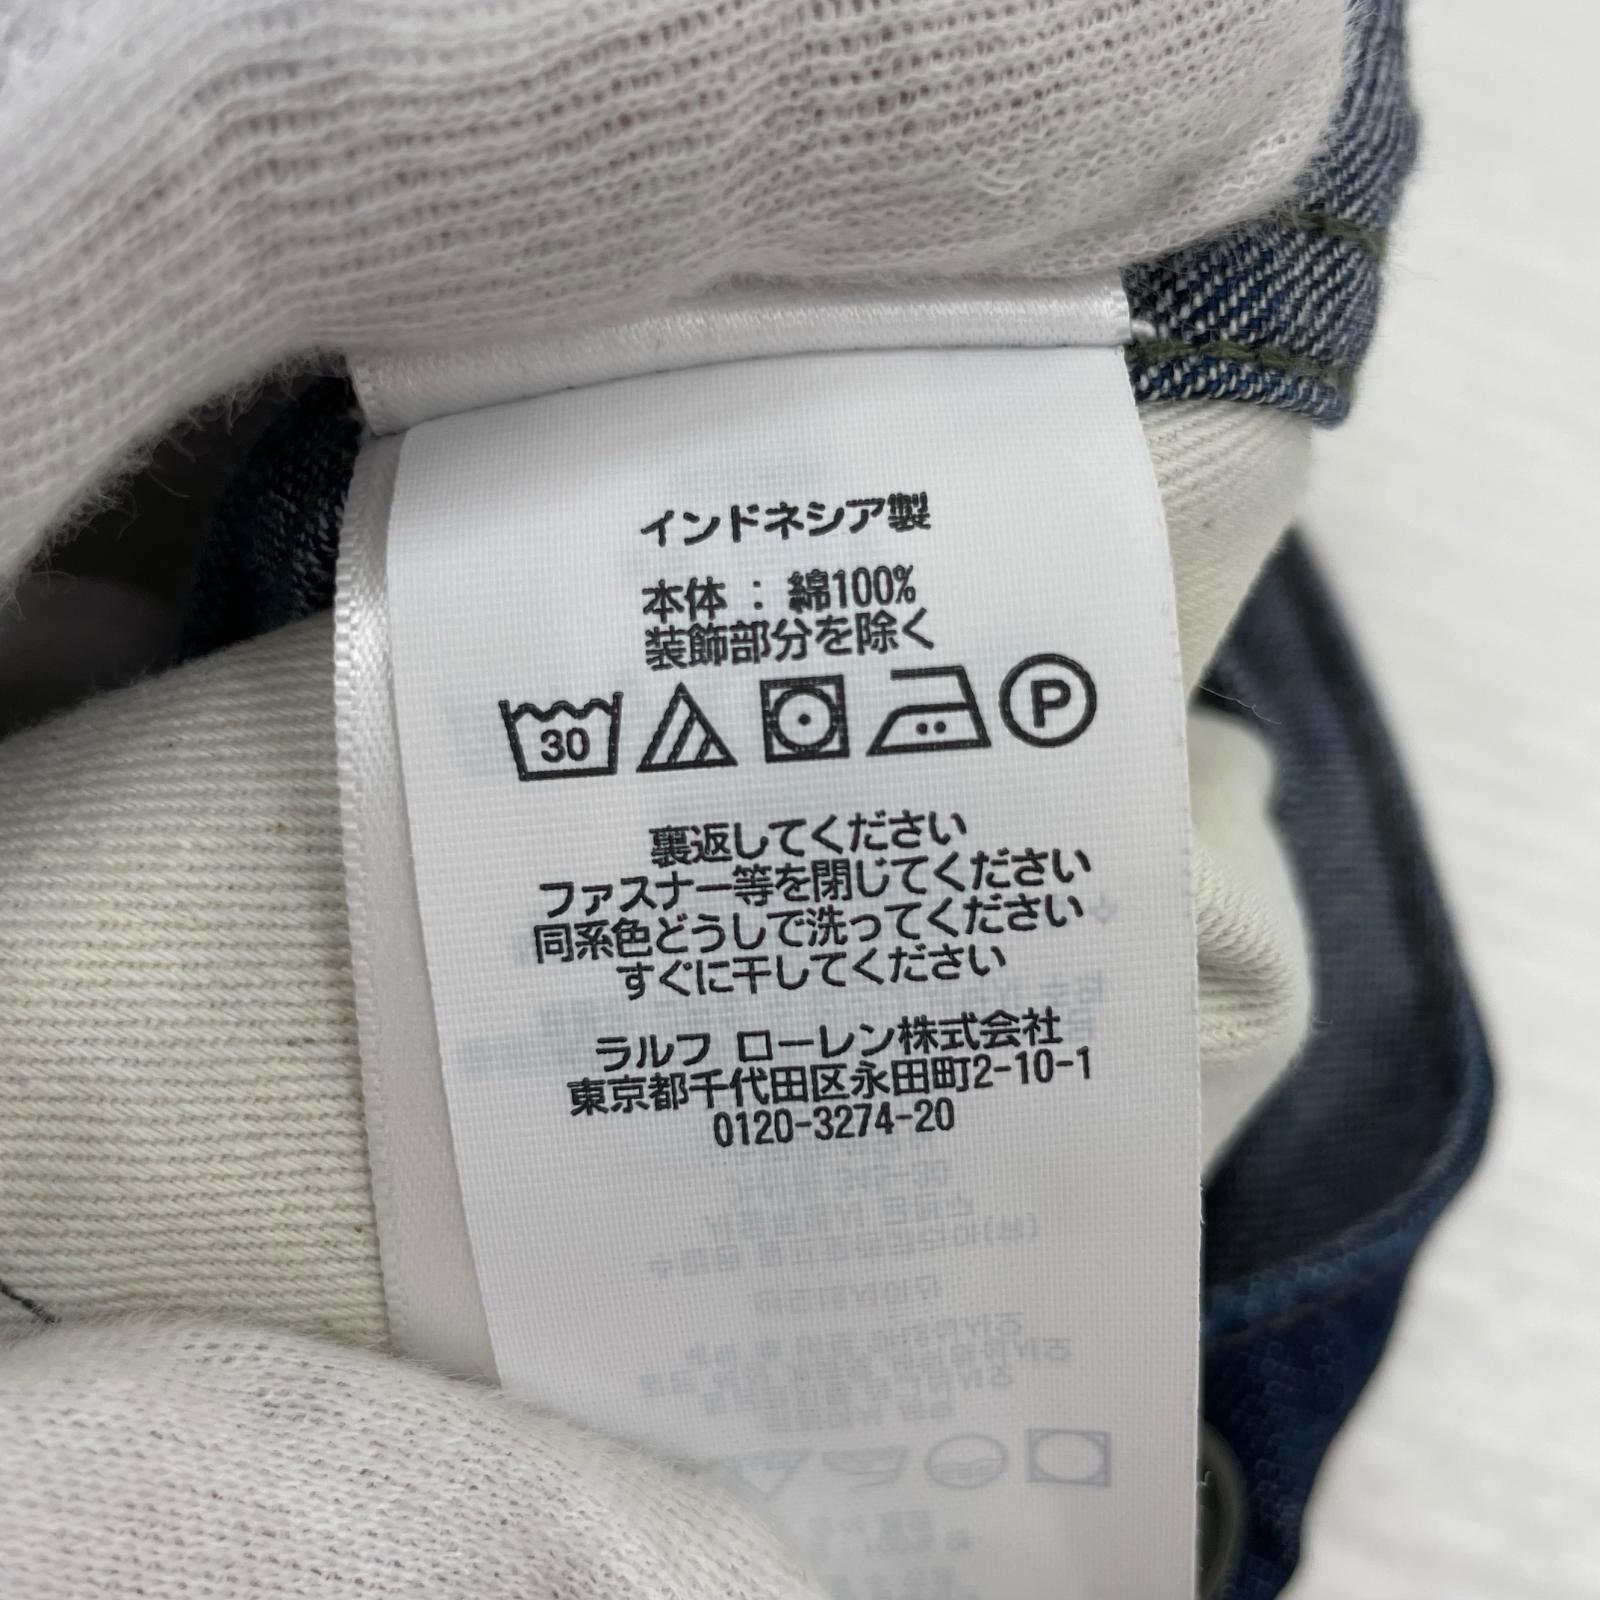 インドネシア製
本体 : 綿100%
装飾部分を除く
30 P
裏返してください
ファスナー等を閉じてください
同系色どうしで洗ってください
すぐに干してください
ラルフ ローレン株式会社
東京都千代田区永田町2-10-1
0120-3274-20